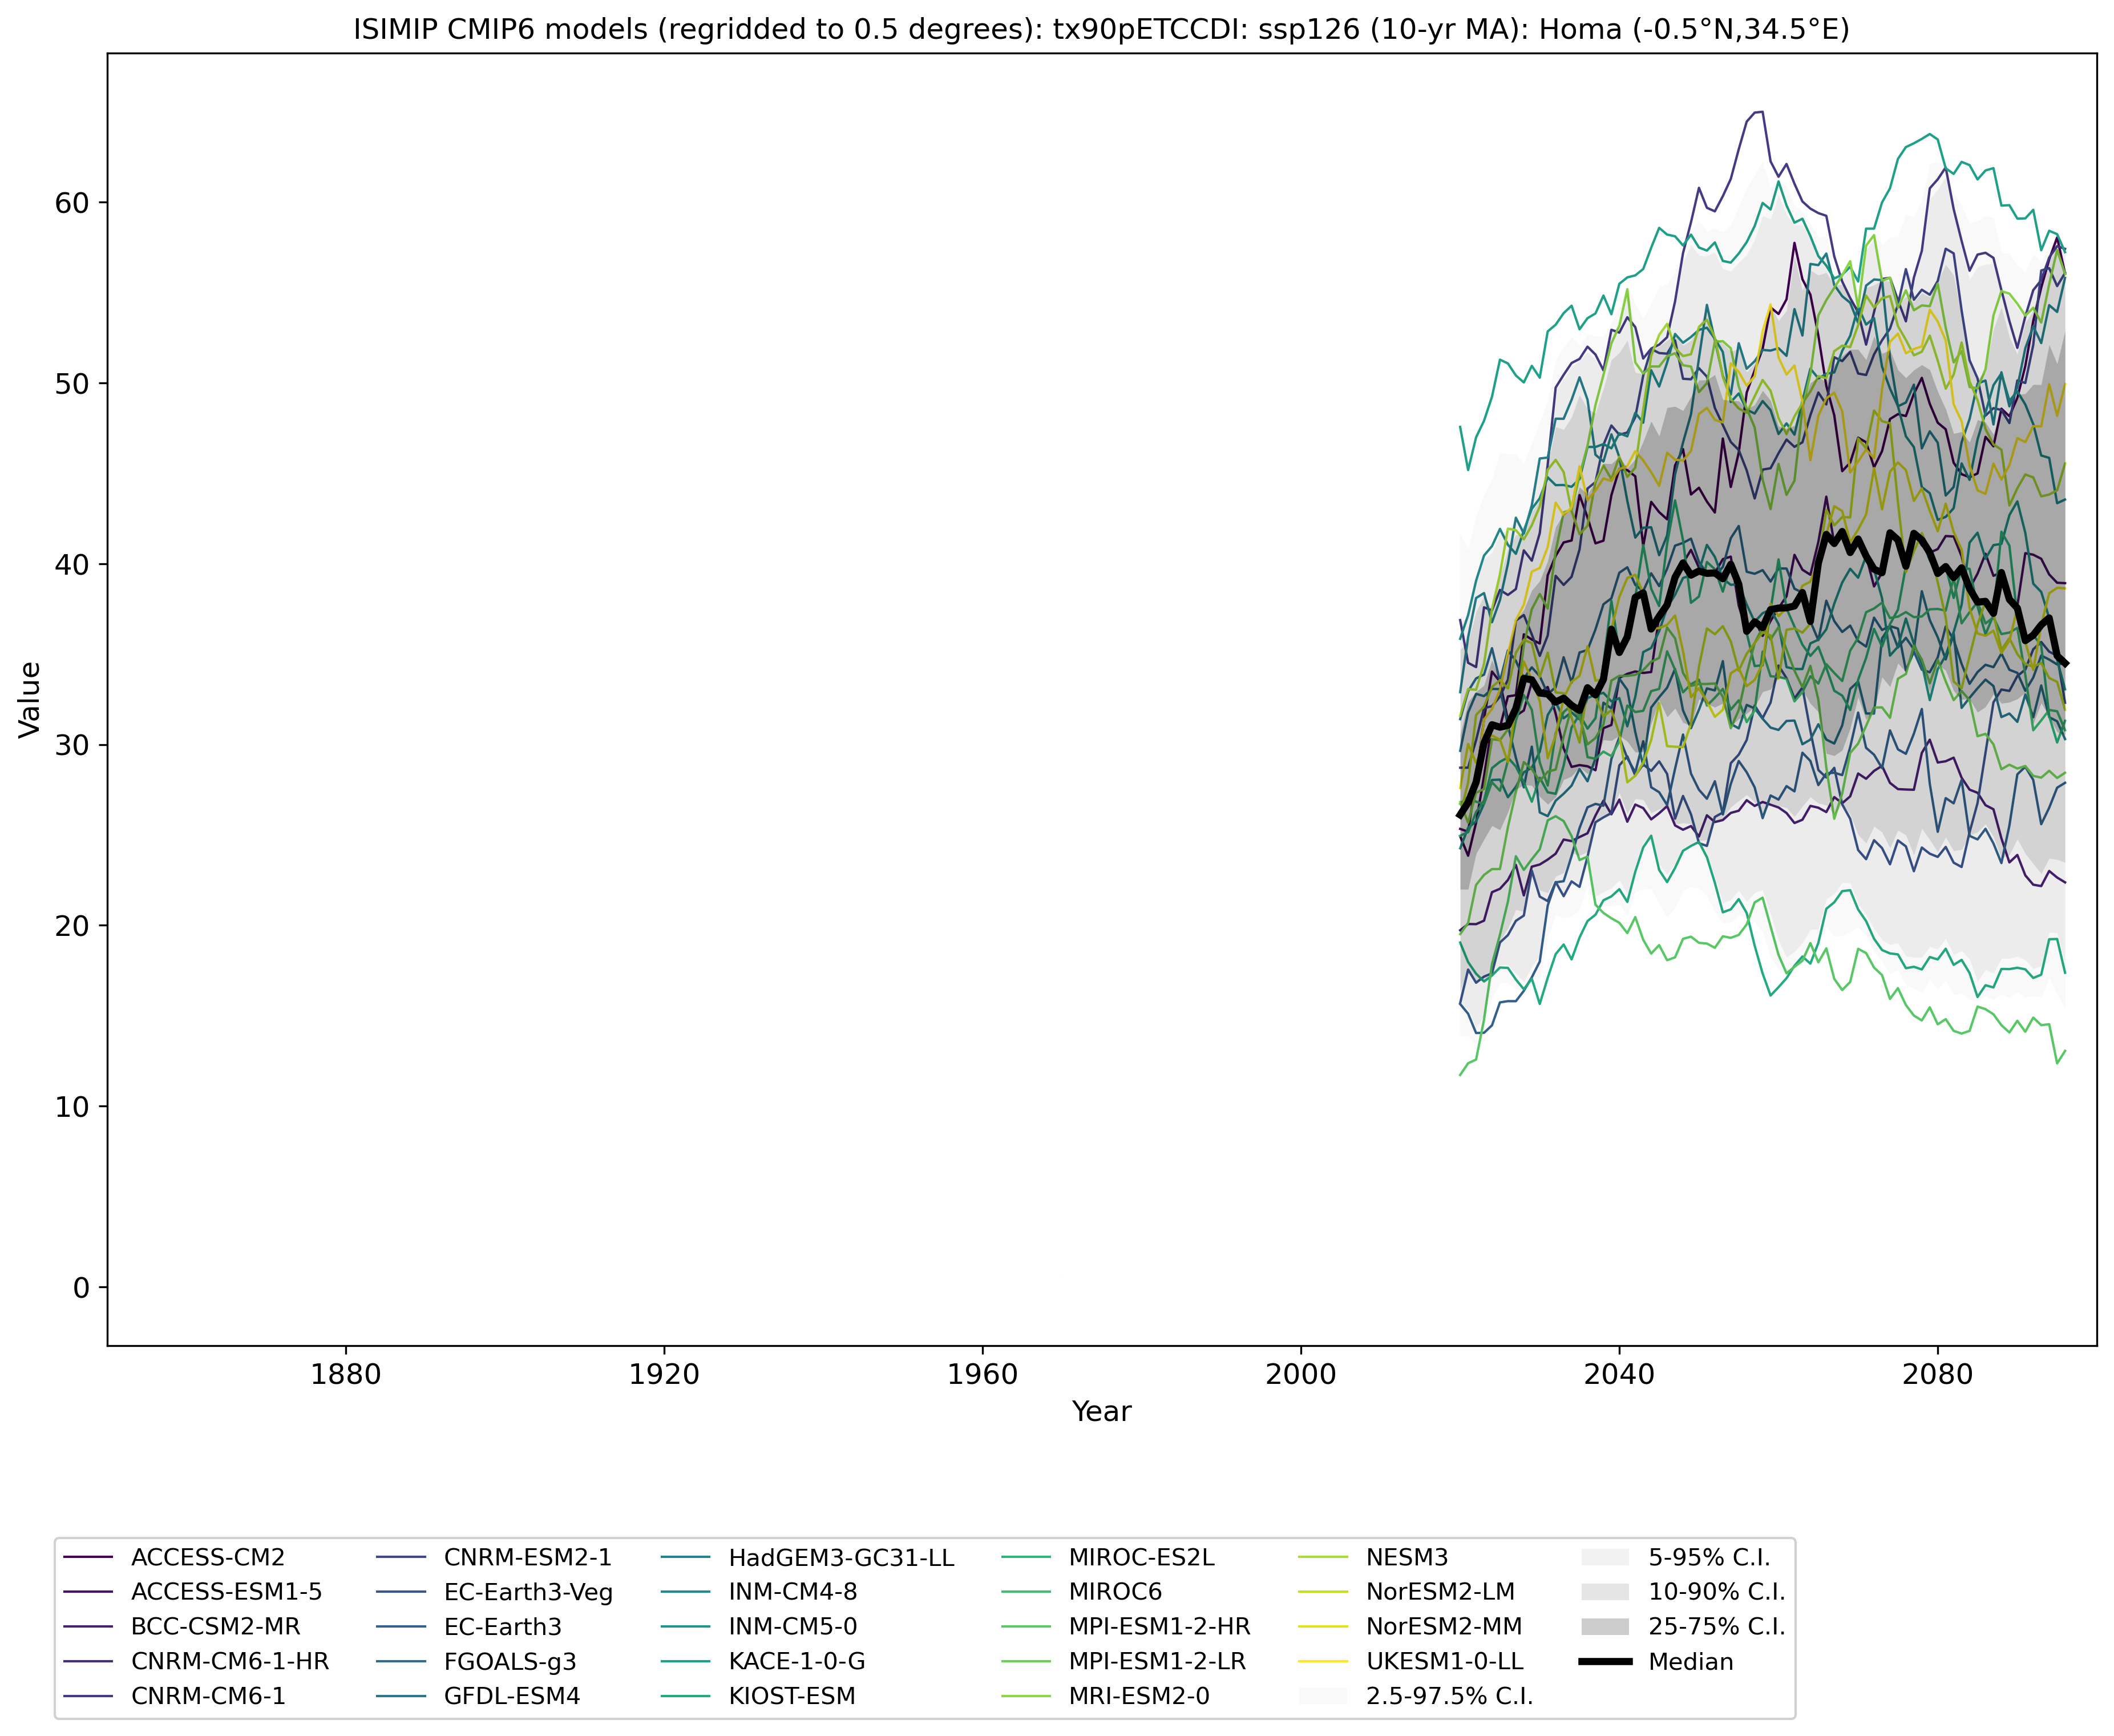 ISIMIP CMIP6 models (regridded to 0.5 degrees): tx90pETCCDI: ssp126 (10-yr MA): Homa (-0.5°N,34.5°E)
60
50
40
30
20
10
0
Value
1880 1920 1960 2000 2040 2080
Year
ACCESS-CM2 CNRM-ESM2-1 HadGEM3-GC31-LL MIROC-ES2L NESM3 5-95% C.I.
ACCESS-ESM1-5 EC-Earth3-Veg INM-CM4-8 MIROC6 NorESM2-LM 10-90% C.I.
BCC-CSM2-MR EC-Earth3 INM-CM5-0 MPI-ESM1-2-HR NorESM2-MM 25-75% C.I.
CNRM-CM6-1-HR FGOALS-g3 KACE-1-0-G MPI-ESM1-2-LR UKESM1-0-LL Median
CNRM-CM6-1 GFDL-ESM4 KIOST-ESM MRI-ESM2-0 2.5-97.5% C.I.